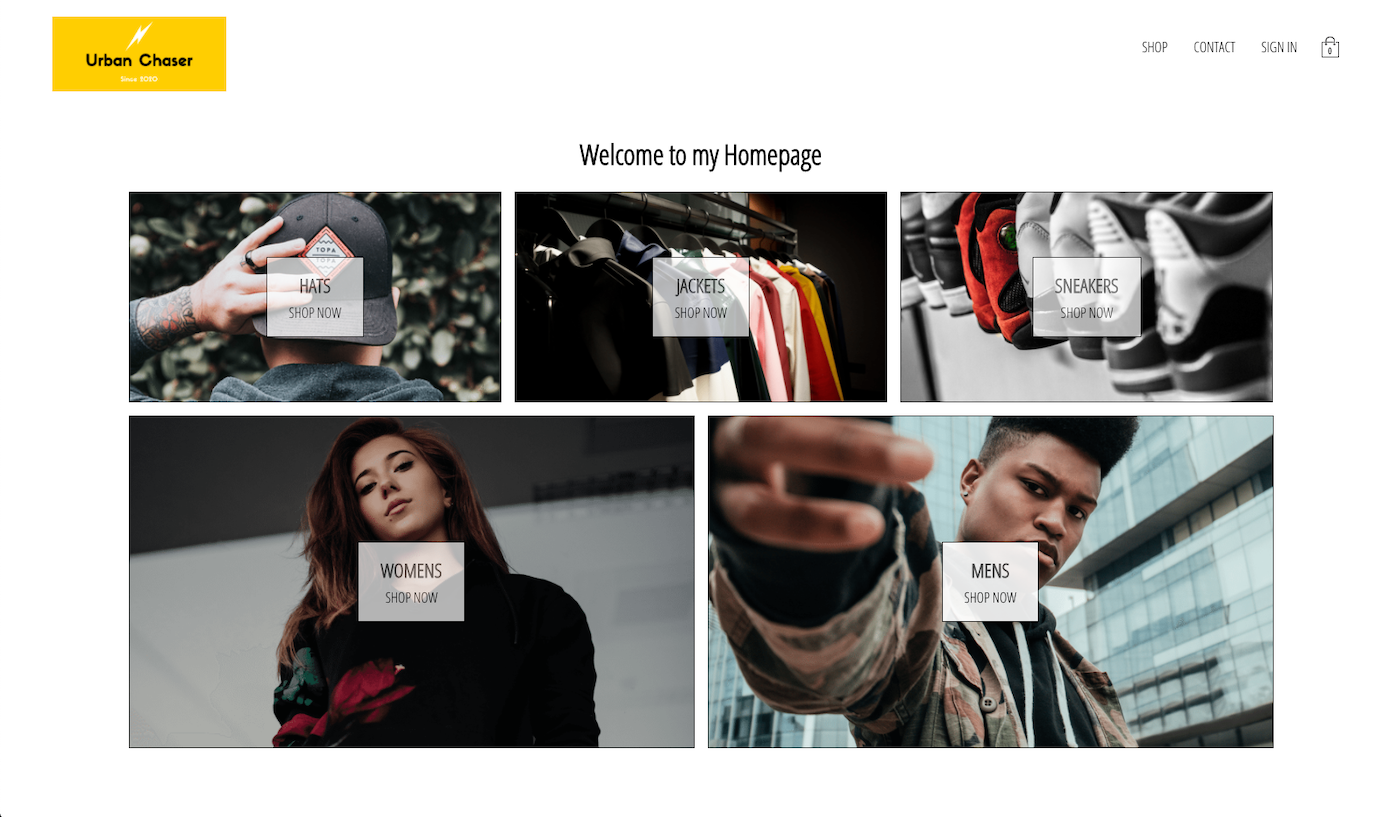 Urban Chaser
Since 2020
SHOP
CONTACT
SIGN IN
0
Welcome to my Homepage
TOPA
TOPA
HATS
SHOP NOW
JACKETS
SHOP NOW
SNEAKERS
SHOP NOW
WOMENS
SHOP NOW
MENS
SHOP NOW